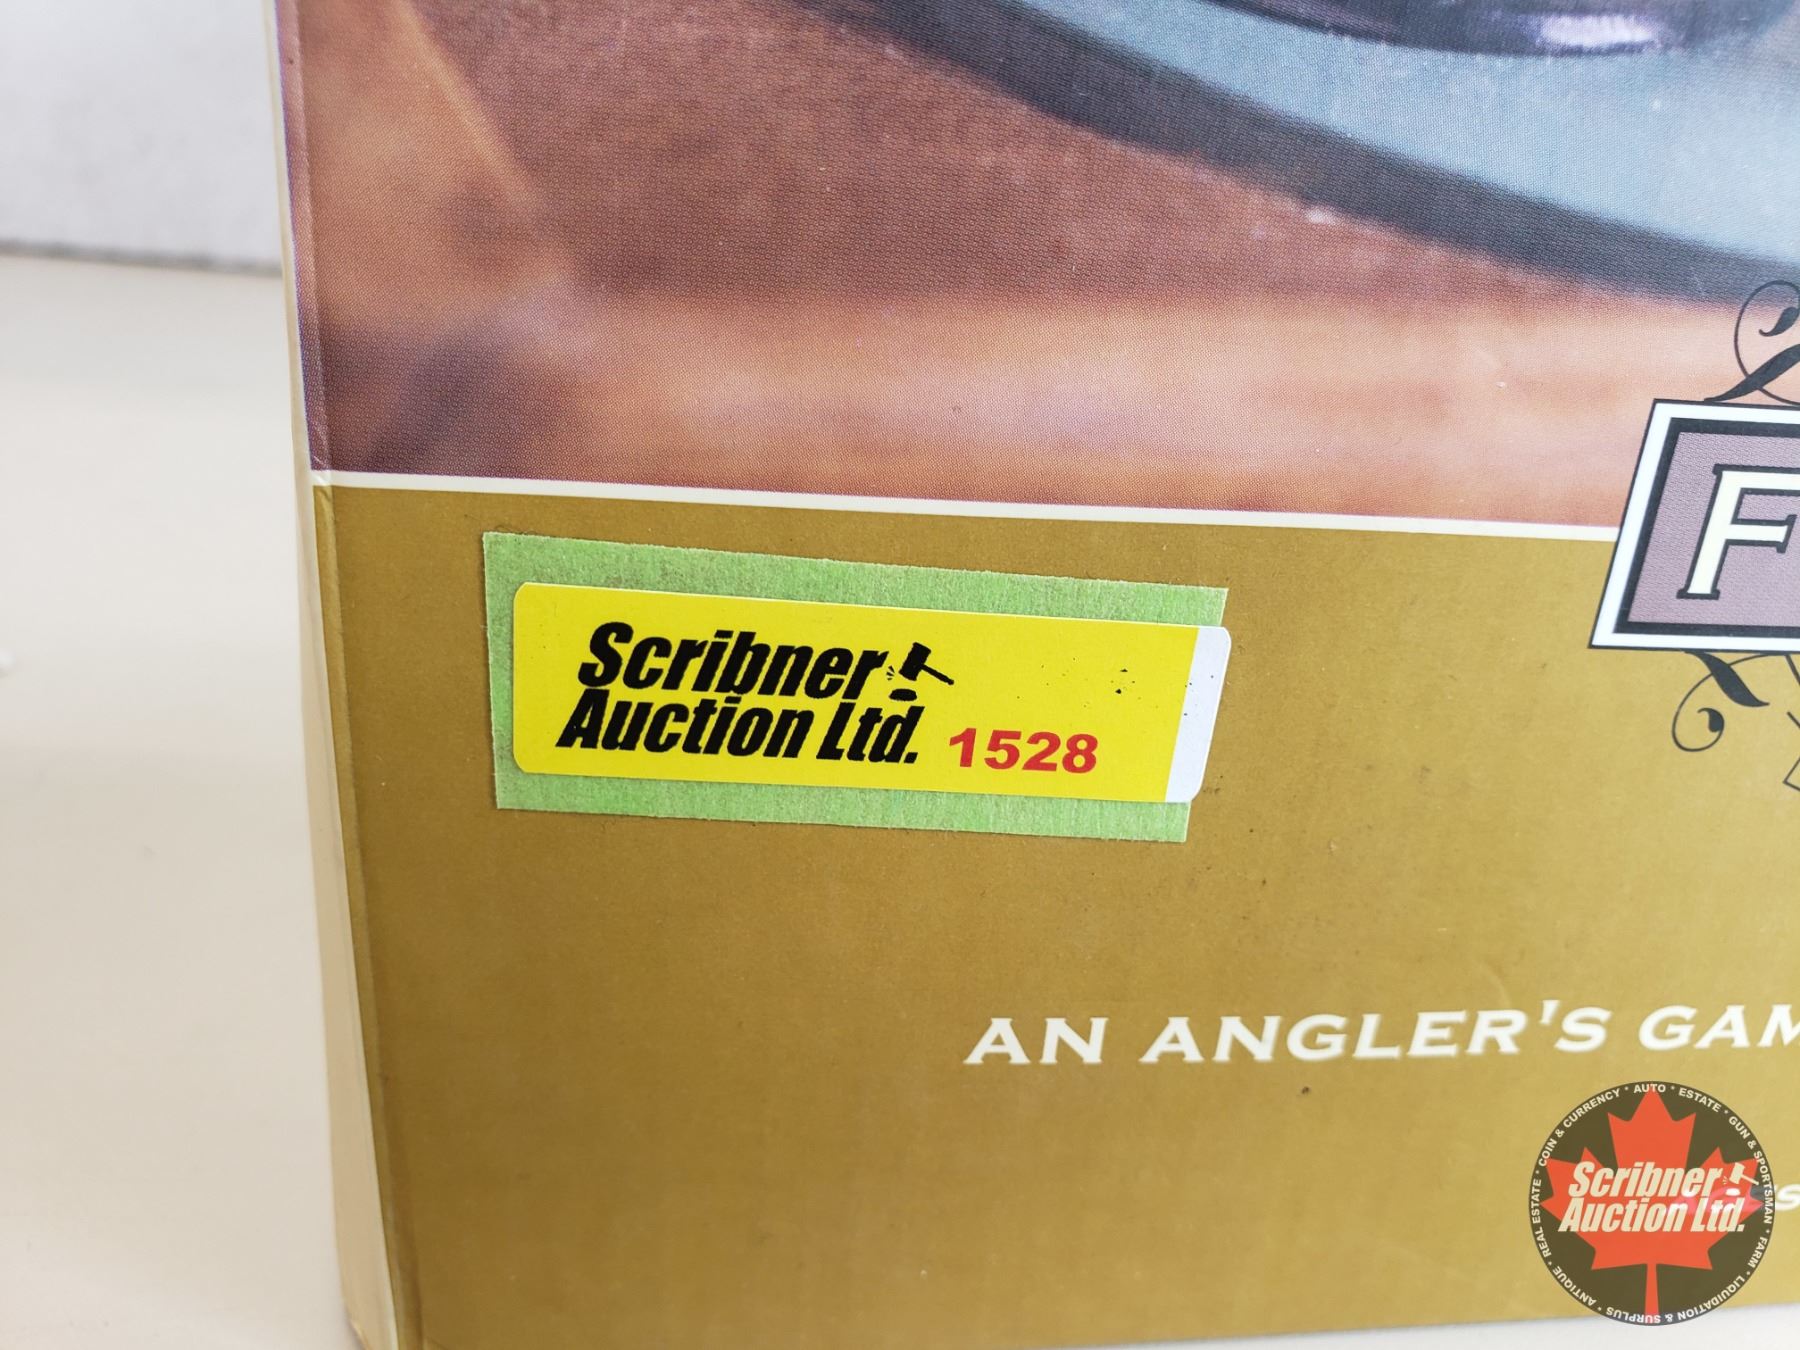 F
Scribner
Auction Ltd. 1528
AN ANGLER'S GAM
COIN & CURRENCY * AUTO * ESTATE * GUN & SPORTSMAN * FARM * LIQUIDATION & SURPLUS * ANTIQUE * REAL ESTATE *
Scribner
Auction Ltd.